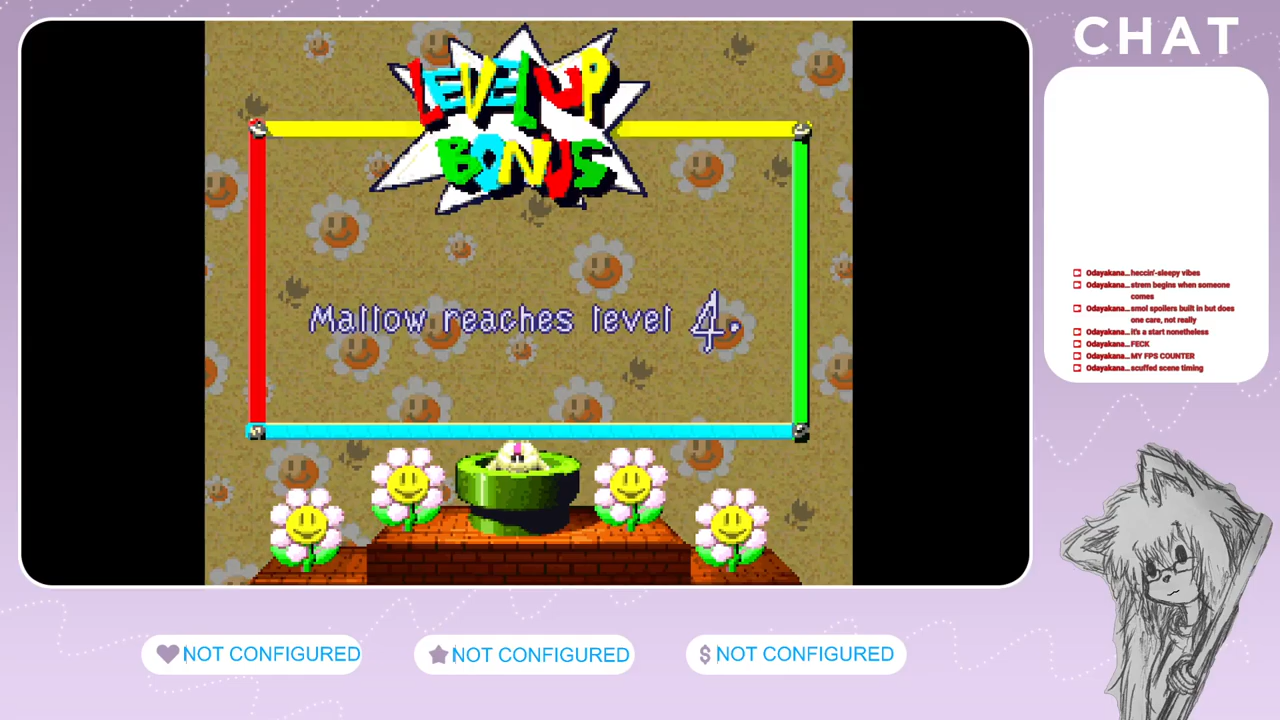 CHAT
LEVEL UP
BONUS
Mallow reaches level 4.
Odayakana... heccin'-sleepy vibes
Odayakana... strem begins when someone
comes
Odayakana... smol spoilers built in but does
one care, not really
Odayakana... it's a start nonetheless
Odayakana... FECK
Odayakana... MY FPS COUNTER
Odayakana... scuffed scene timing
NOT CONFIGURED
NOT CONFIGURED
$ NOT CONFIGURED